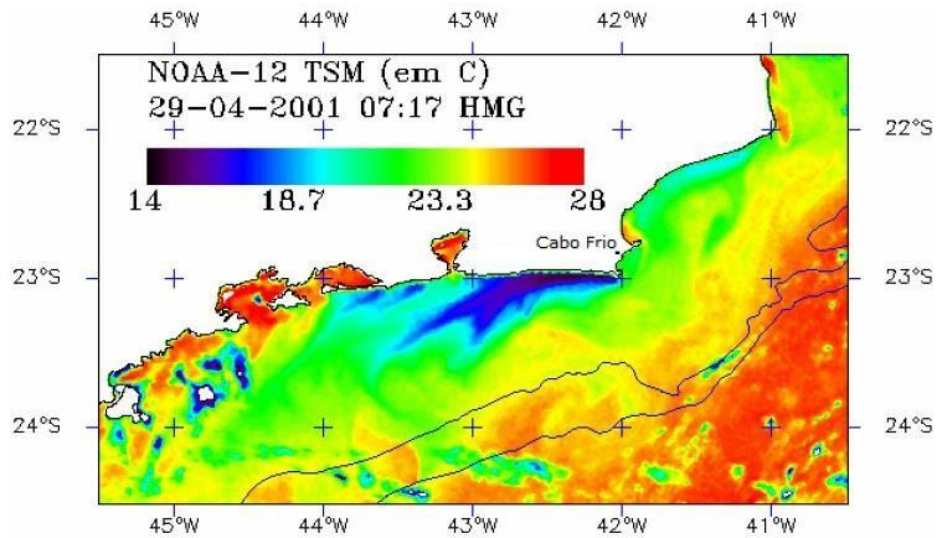 45°W 44°W 43°W 42°W 41°W
NOAA-12 TSM (em C)
29-04-2001 07:17 HMG
22°S 22°S
14 18.7 23.3 28
Cabo Frio
23°S 23°S
24°S 24°S
45°W 44°W 43°W 42°W 41°W